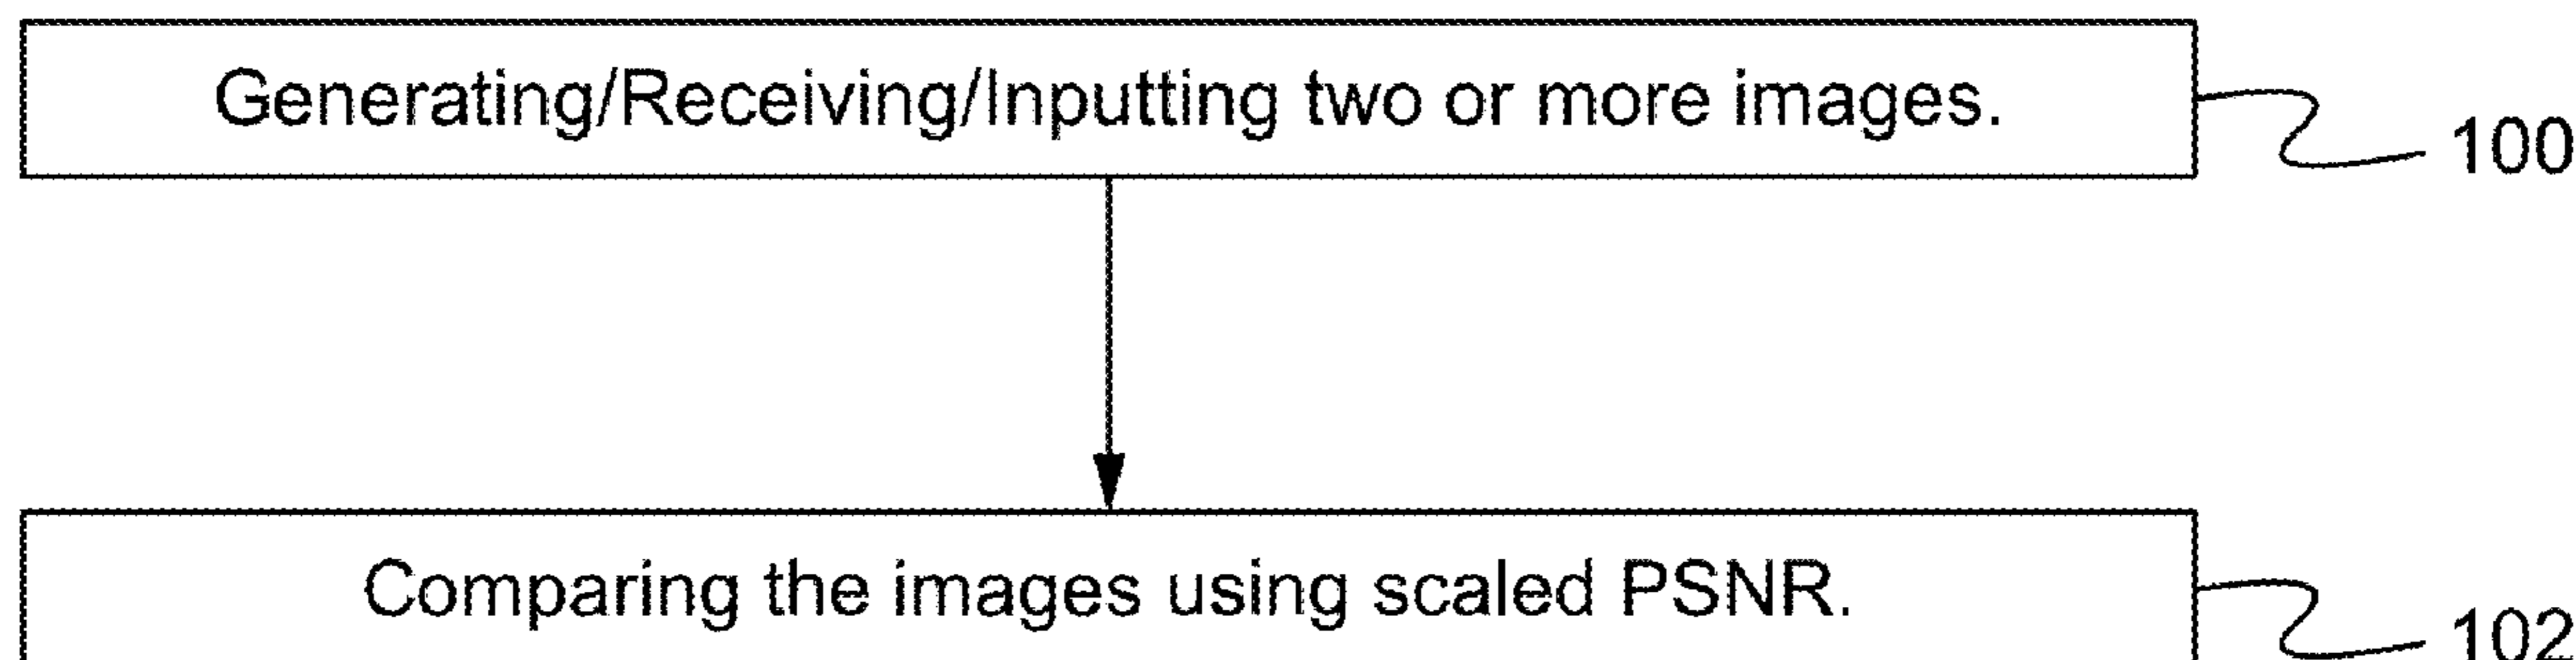 Generating/Receiving/Inputting two or more images.
100
Comparing the images using scaled PSNR.
102